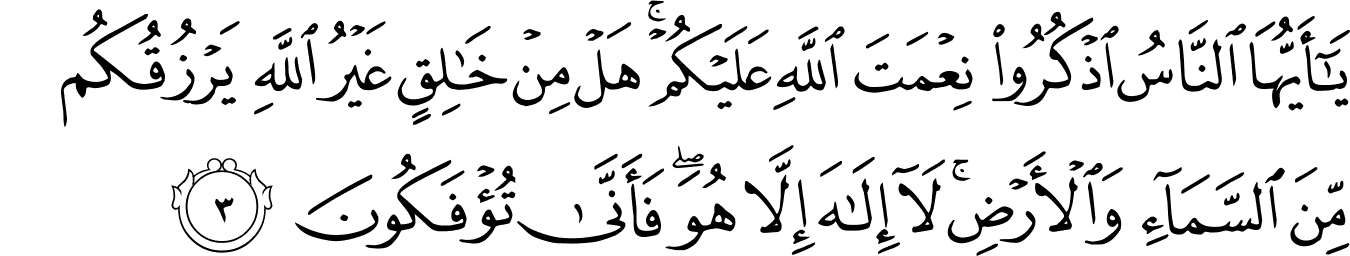 يَـٰٓأَيُّهَا ٱلنَّاسُ ٱذْكُرُوا۟ نِعْمَتَ ٱللَّهِ عَلَيْكُمْ ۚ هَلْ مِنْ خَـٰلِقٍ غَيْرُ ٱللَّهِ يَرْزُقُكُم
مِّنَ ٱلسَّمَآءِ وَٱلْأَرْضِ ۚ لَآ إِلَـٰهَ إِلَّا هُوَ ۖ فَأَنَّىٰ تُؤْفَكُونَ ٣